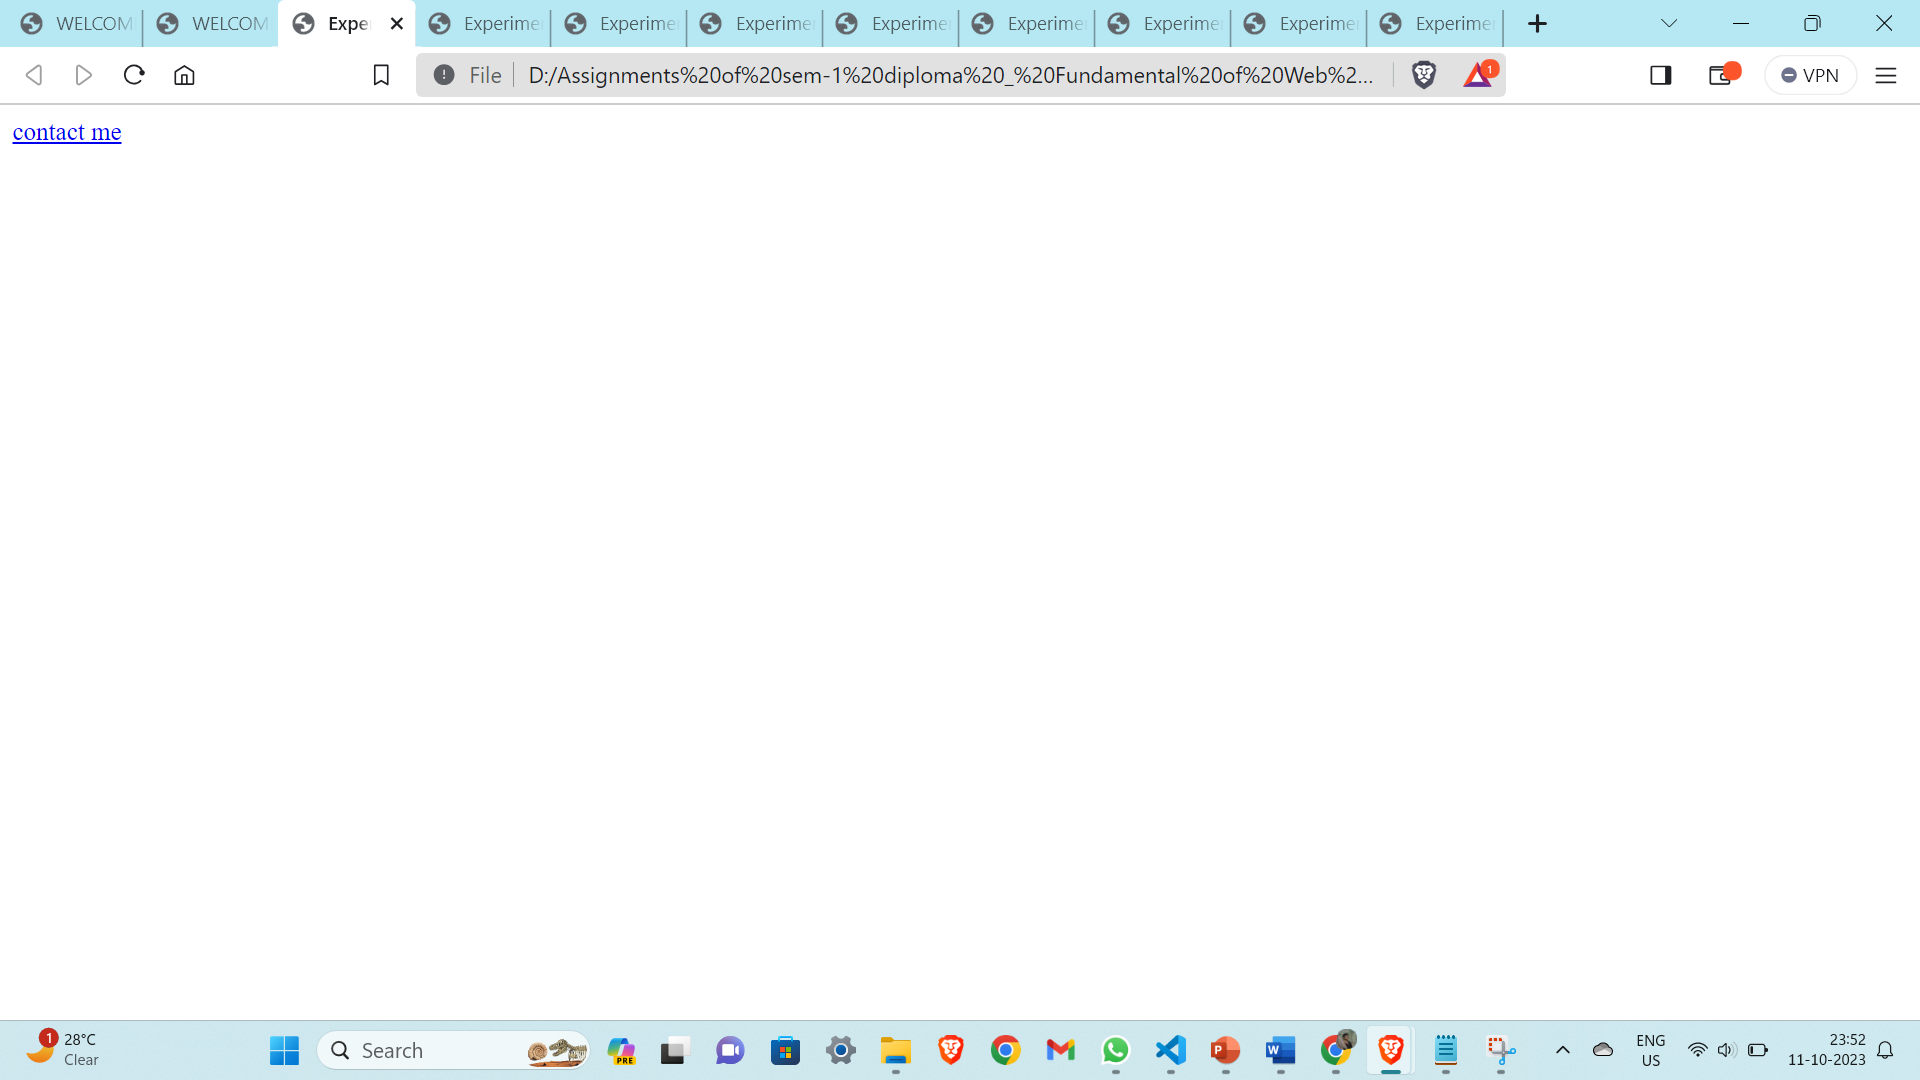 WELCOM
WELCOM
Expe
Experime
Experime
Experime
Experime
Experime
Experime
Experime
Experime
File
D:/Assignments%20of%20sem-1%20diploma%20_%20Fundamental%20of%20Web%2...
1
VPN
contact me
1
28°C
Clear
Search
PRE
ENG
US
23:52
11-10-2023